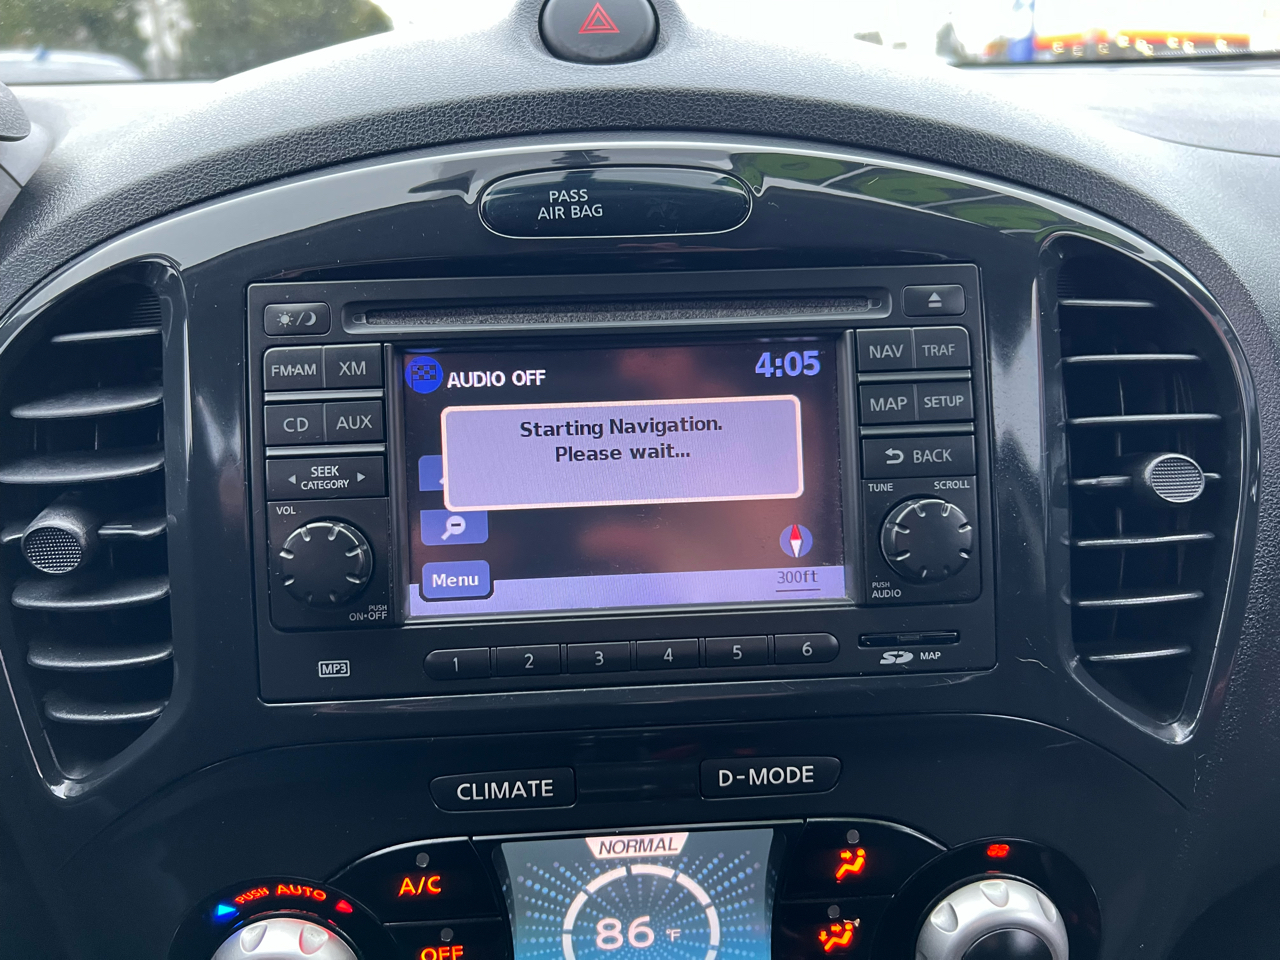 PASS
AIR BAG
FM·AM
XM
CD
AUX
SEEK
CATEGORY
VOL
PUSH
ON•OFF
MP3
AUDIO OFF
4:05
Starting Navigation.
Please wait...
Menu
300ft
NAV
TRAF
MAP
SETUP
BACK
TUNE
SCROLL
PUSH
AUDIO
1
2
3
4
5
6
SD MAP
CLIMATE
D-MODE
NORMAL
86 °F
PUSH AUTO
A/C
OFF